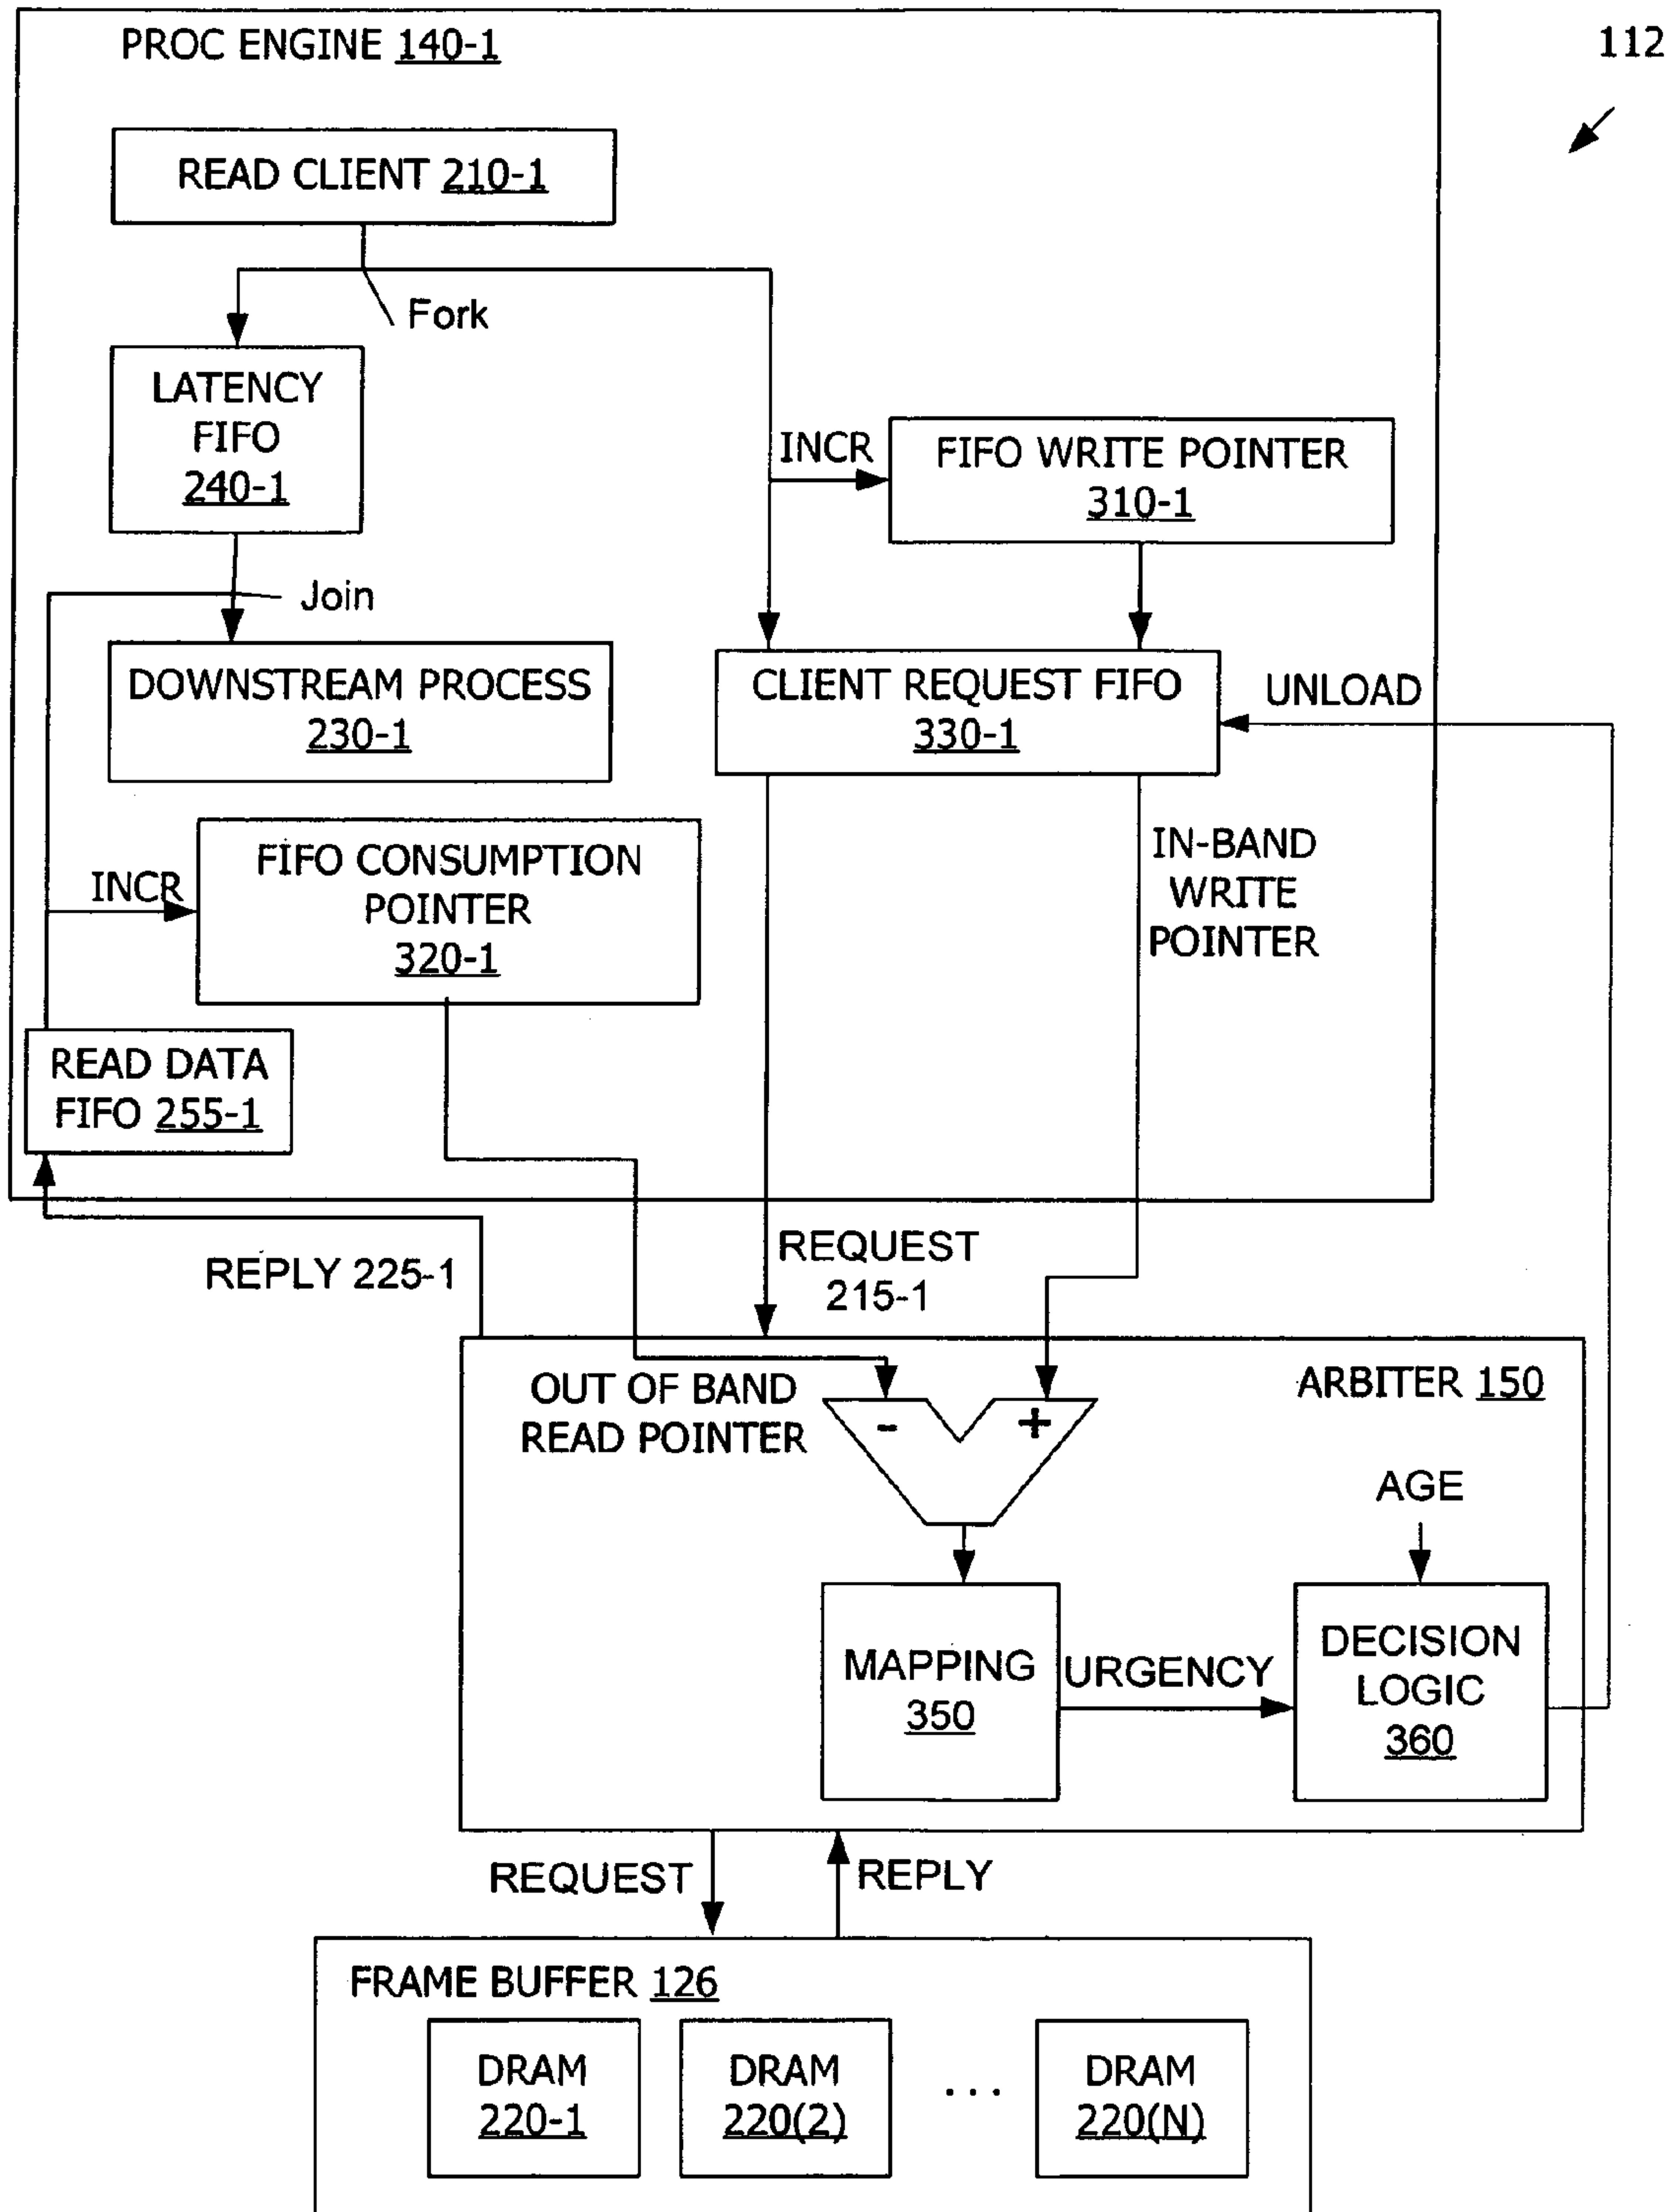 PROC ENGINE 140-1
112
READ CLIENT 210-1
Fork
LATENCY
FIFO
240-1
INCR
FIFO WRITE POINTER
310-1
Join
DOWNSTREAM PROCESS
230-1
CLIENT REQUEST FIFO
330-1
UNLOAD
INCR
FIFO CONSUMPTION
POINTER
320-1
IN-BAND
WRITE
POINTER
READ DATA
FIFO 255-1
REPLY 225-1
REQUEST
215-1
OUT OF BAND
READ POINTER
-
+
ARBITER 150
AGE
MAPPING
350
URGENCY
DECISION
LOGIC
360
REQUEST
REPLY
FRAME BUFFER 126
DRAM
220-1
DRAM
220(2)
...
DRAM
220(N)